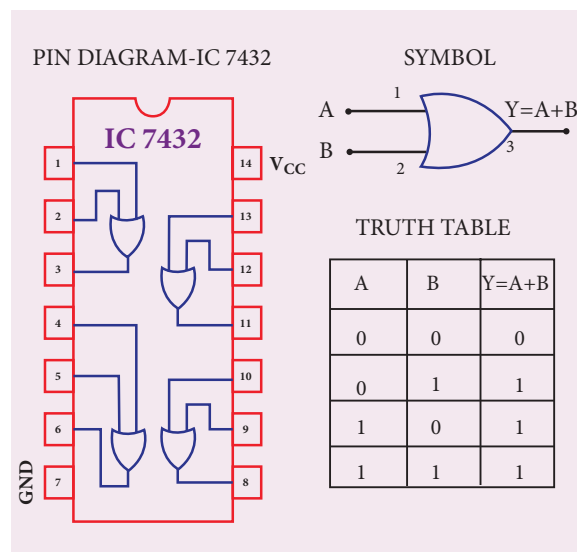 PIN DIAGRAM-IC 7432
IC 7432
1
2
3
4
5
6
7
GND
14
V_CC
13
12
11
10
9
8
SYMBOL
A
1
B
2
3
Y=A+B
TRUTH TABLE
A B Y=A+B
0 0 0
0 1 1
1 0 1
1 1 1